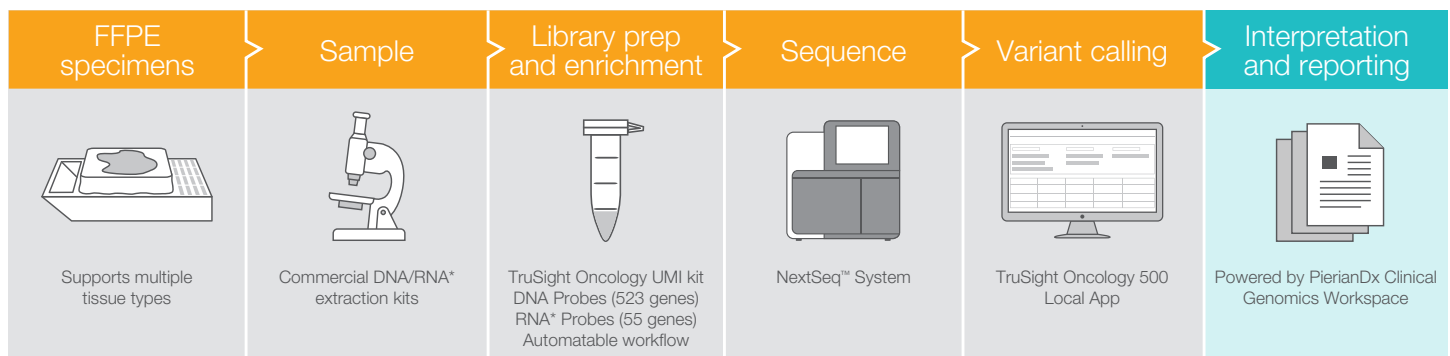 FFPE
specimens
Sample
Library prep
and enrichment
Sequence
Variant calling
Interpretation
and reporting
Supports multiple
tissue types
Commercial DNA/RNA*
extraction kits
TruSight Oncology UMI kit
DNA Probes (523 genes)
RNA* Probes (55 genes)
Automatable workflow
NextSeq™ System
TruSight Oncology 500
Local App
Powered by PierianDx Clinical
Genomics Workspace